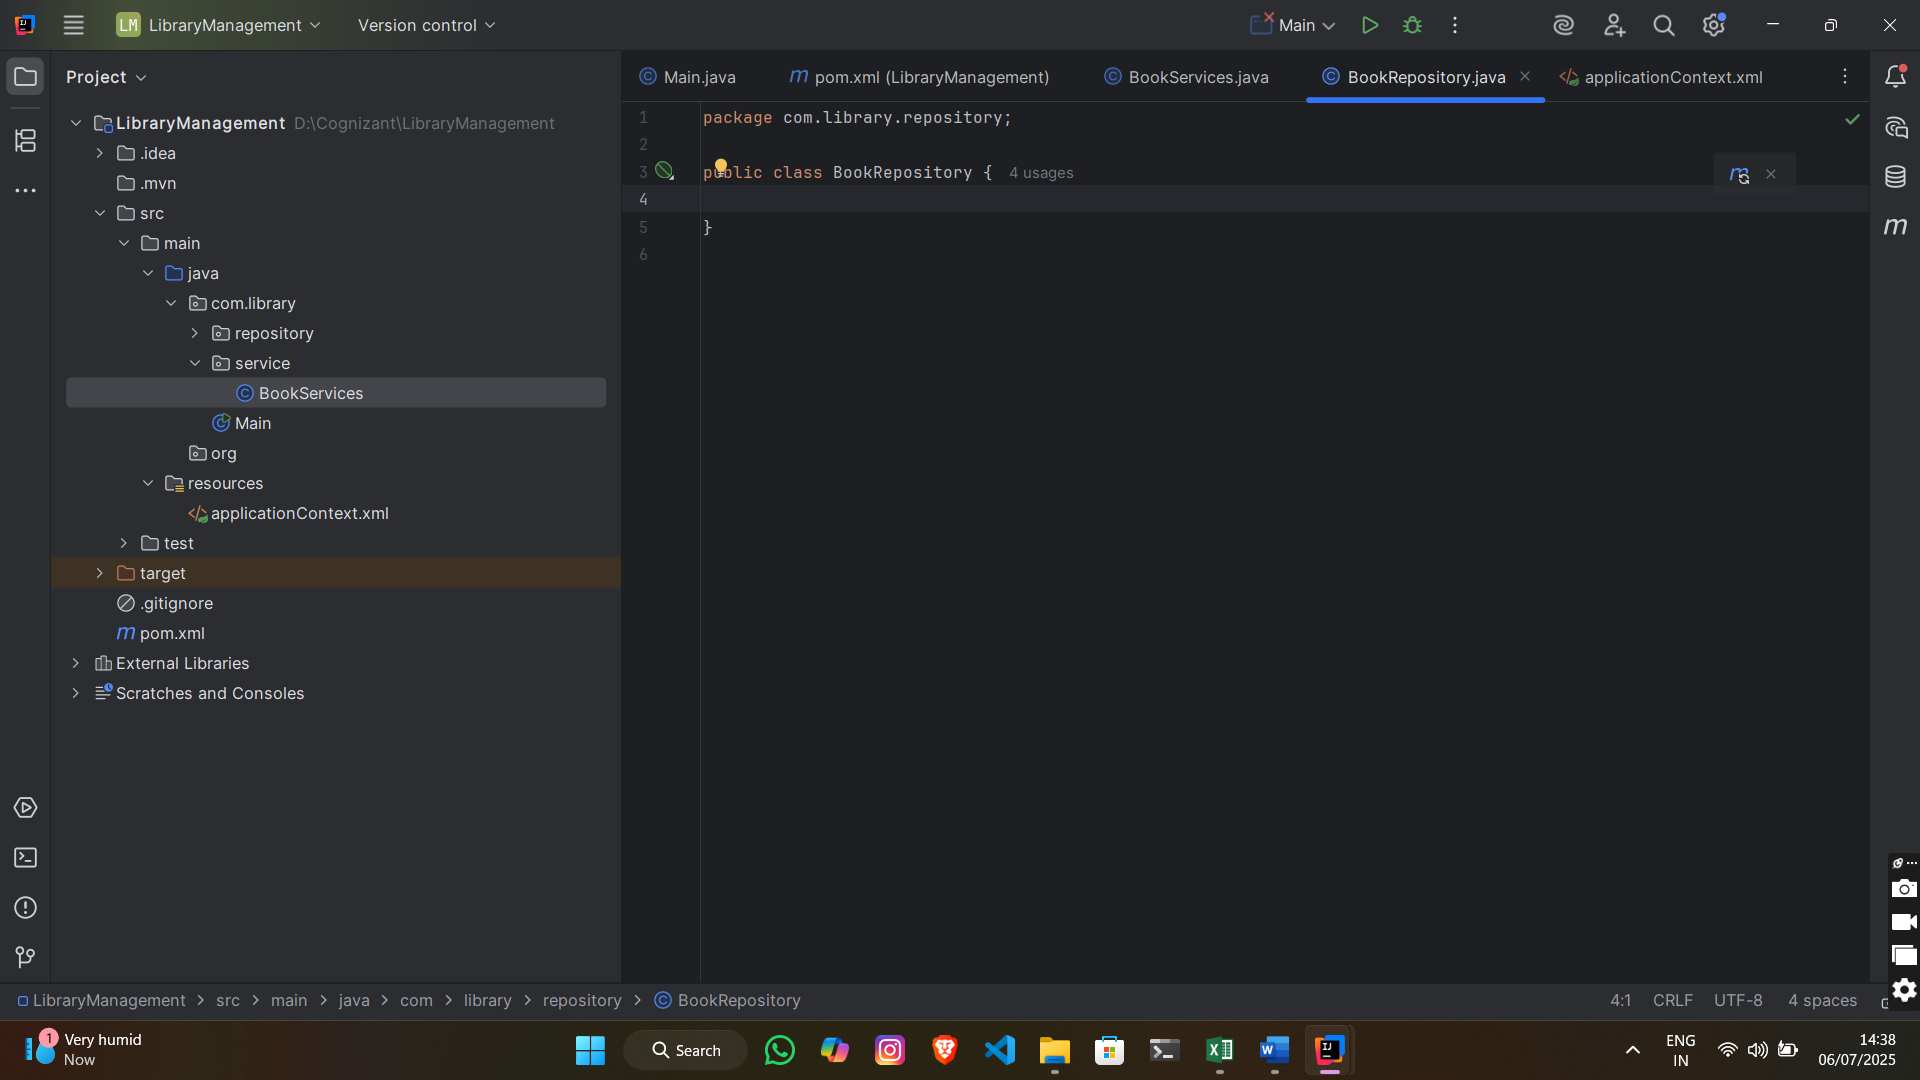 LM LibraryManagement
Version control
Main
Project
LibraryManagement D:\Cognizant\LibraryManagement
.idea
.mvn
src
main
java
com.library
repository
service
BookServices
Main
org
resources
applicationContext.xml
test
target
.gitignore
m pom.xml
External Libraries
Scratches and Consoles
Main.java
m pom.xml (LibraryManagement)
BookServices.java
BookRepository.java
applicationContext.xml
1 package com.library.repository;
2
3 public class BookRepository { 4 usages
4
5 }
6
LibraryManagement > src > main > java > com > library > repository > BookRepository
4:1 CRLF UTF-8 4 spaces
1
Very humid
Now
Search
ENG
IN
14:38
06/07/2025